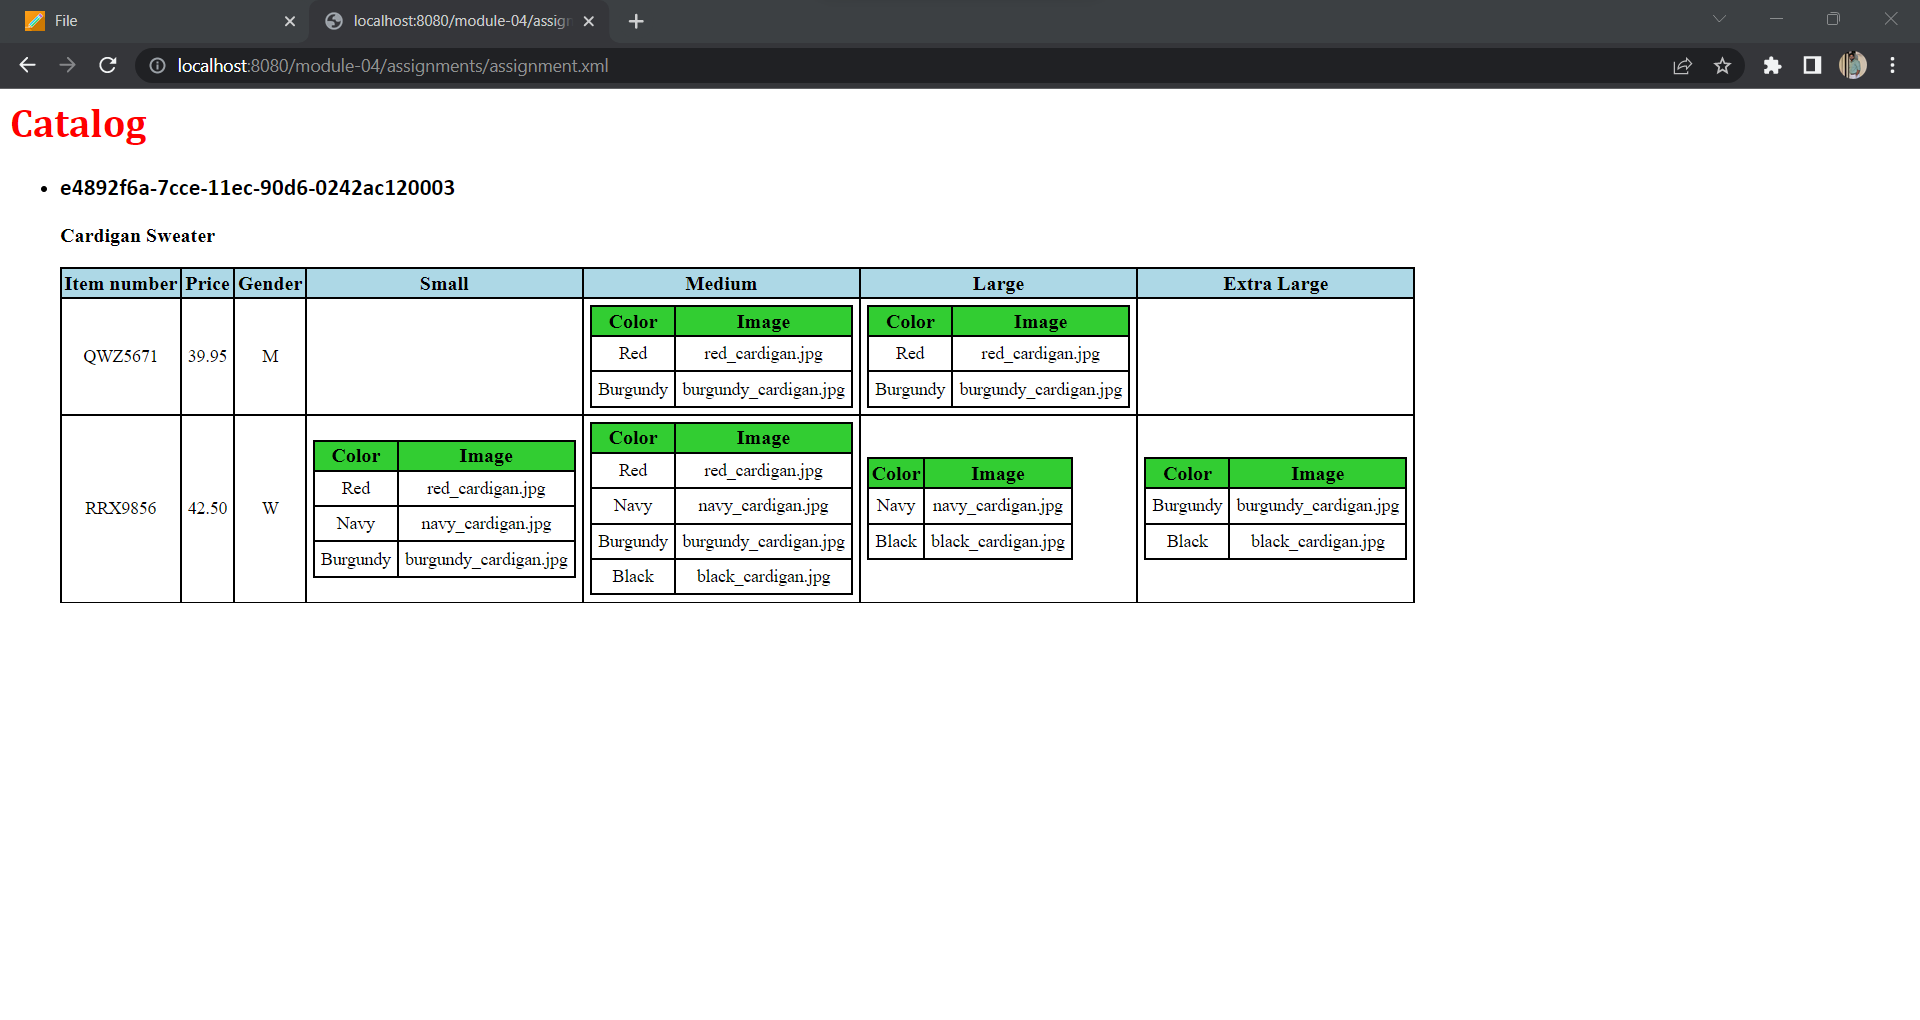 File
localhost:8080/module-04/assign
localhost:8080/module-04/assignments/assignment.xml
Catalog
• e4892f6a-7cce-11ec-90d6-0242ac120003
Cardigan Sweater
Item number Price Gender Small Medium Large Extra Large
Color Image Color Image
QWZ5671 39.95 M Red red_cardigan.jpg Red red_cardigan.jpg
Burgundy burgundy_cardigan.jpg Burgundy burgundy_cardigan.jpg
RRX9856 42.50 W
Color Image
Red red_cardigan.jpg
Navy navy_cardigan.jpg
Burgundy burgundy_cardigan.jpg
Color Image
Red red_cardigan.jpg
Navy navy_cardigan.jpg
Burgundy burgundy_cardigan.jpg
Black black_cardigan.jpg
Color Image
Navy navy_cardigan.jpg
Black black_cardigan.jpg
Color Image
Burgundy burgundy_cardigan.jpg
Black black_cardigan.jpg